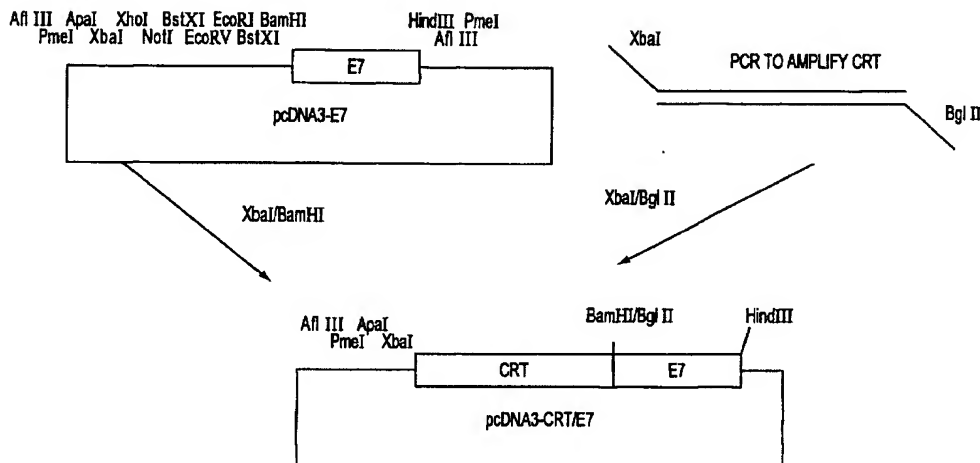 Afl III ApaI XhoI BstXI EcoRI BamHI
PmeI XbaI NotI EcoRV BstXI
HindIII PmeI
Afl III
E7
pcDNA3-E7
XbaI
PCR TO AMPLIFY CRT
Bgl II
XbaI/BamHI
XbaI/Bgl II
Afl III ApaI
PmeI XbaI
BamHI/Bgl II
HindIII
CRT
E7
pcDNA3-CRT/E7